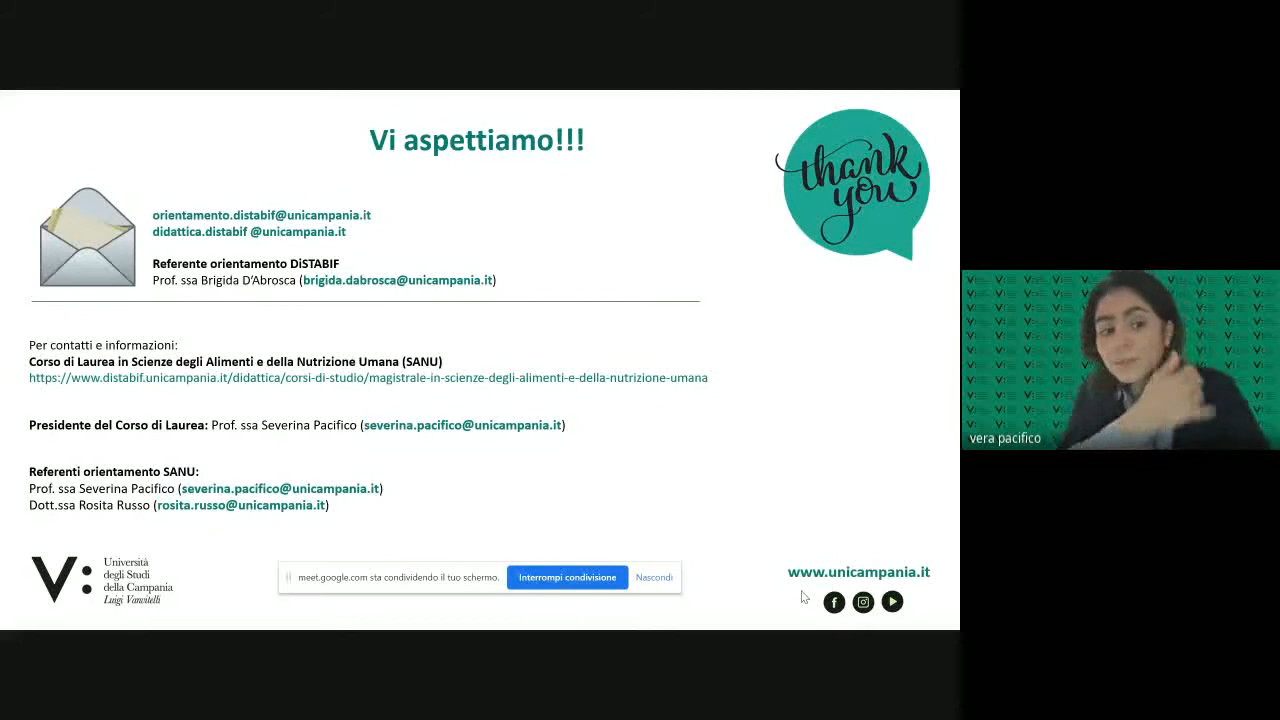 Vi aspettiamo!!!
thank
you
orientamento.distabif@unicampania.it
didattica.distabif @unicampania.it
Referente orientamento DiSTABIF
Prof. ssa Brigida D’Abrosca (brigida.dabrosca@unicampania.it)
Per contatti e informazioni:
Corso di Laurea in Scienze degli Alimenti e della Nutrizione Umana (SANU)
https://www.distabif.unicampania.it/didattica/corsi-di-studio/magistrale-in-scienze-degli-alimenti-e-della-nutrizione-umana
Presidente del Corso di Laurea: Prof. ssa Severina Pacifico (severina.pacifico@unicampania.it)
Referenti orientamento SANU:
Prof. ssa Severina Pacifico (severina.pacifico@unicampania.it)
Dott.ssa Rosita Russo (rosita.russo@unicampania.it)
V:
Università
degli Studi
della Campania
Luigi Vanvitelli
meet.google.com sta condividendo il tuo schermo. Interrompi condivisione Nascondi
www.unicampania.it
vera pacifico